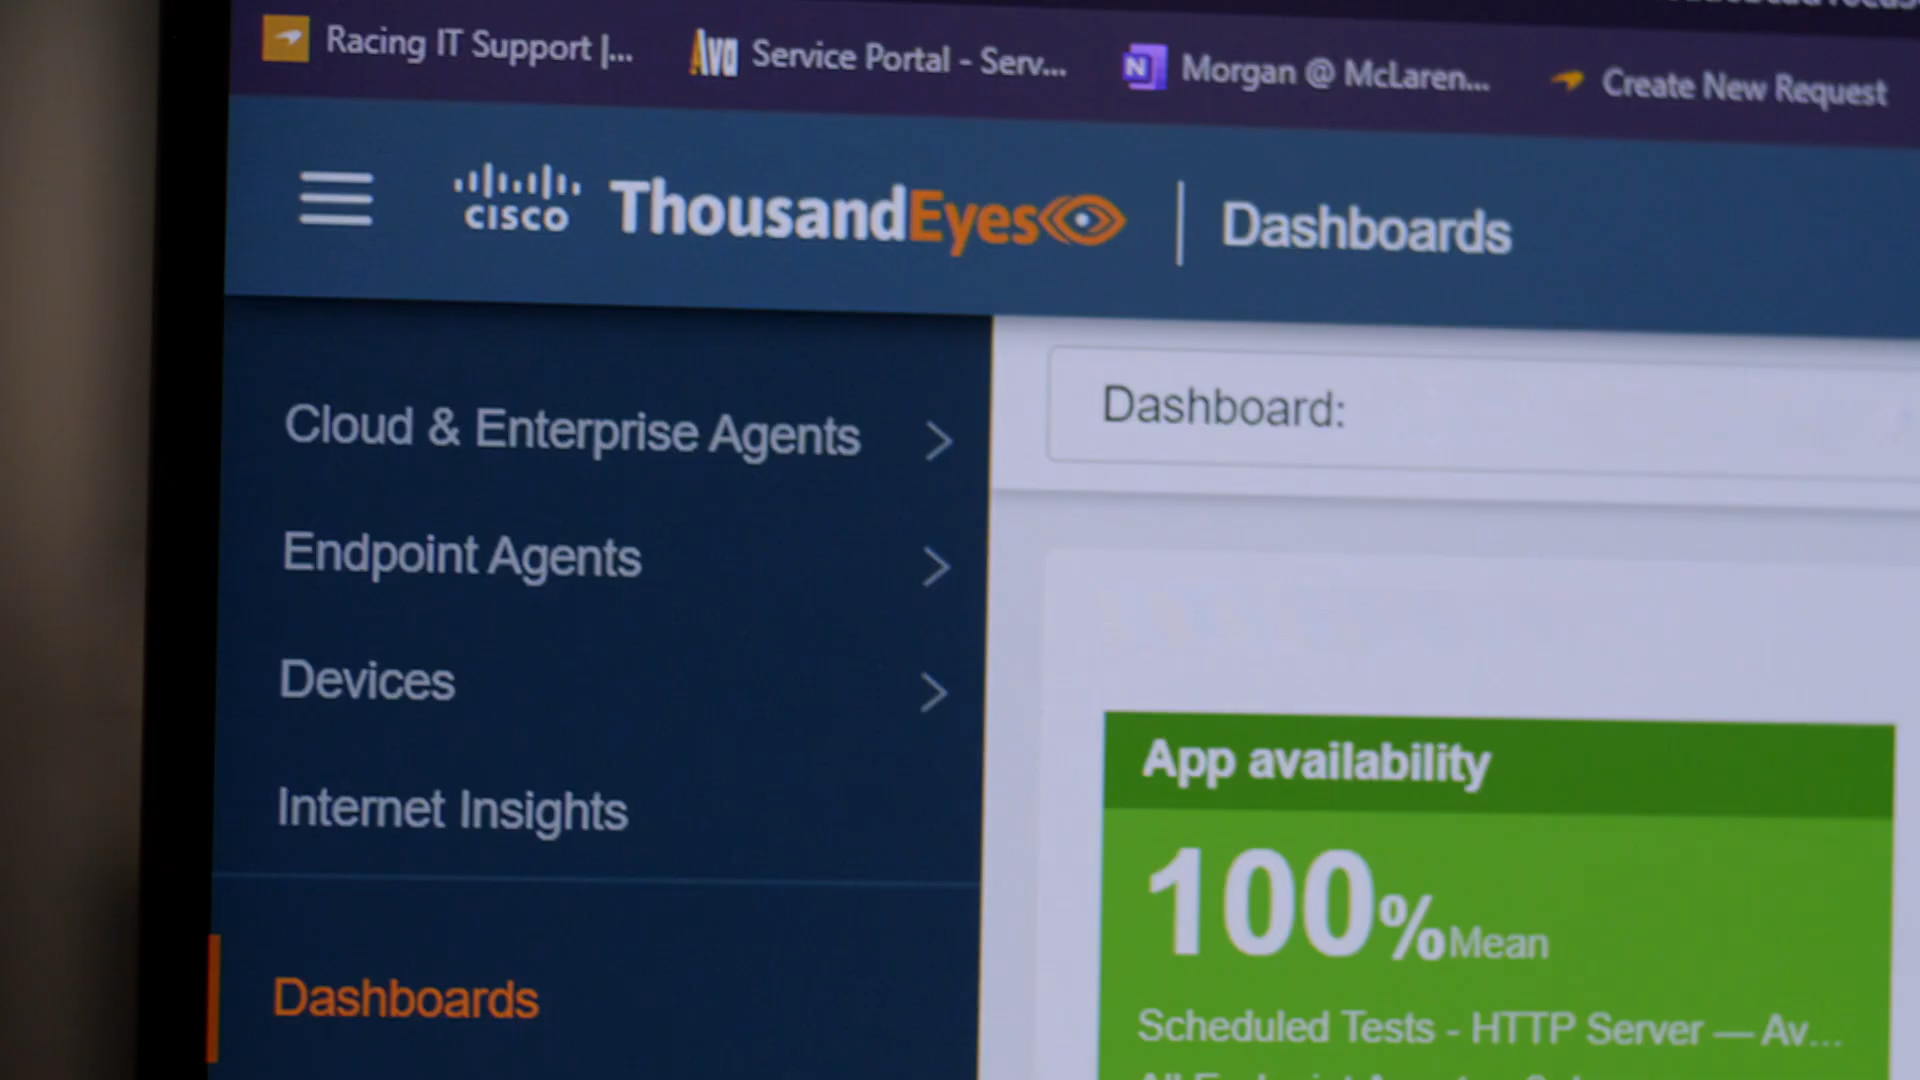 Racing IT Support |...
Service Portal - Serv...
Morgan @ McLaren...
Create New Request
CISCO ThousandEyes | Dashboards
Cloud & Enterprise Agents
Endpoint Agents
Devices
Internet Insights
Dashboards
Dashboard:
App availability
100% Mean
Scheduled Tests - HTTP Server — Av...